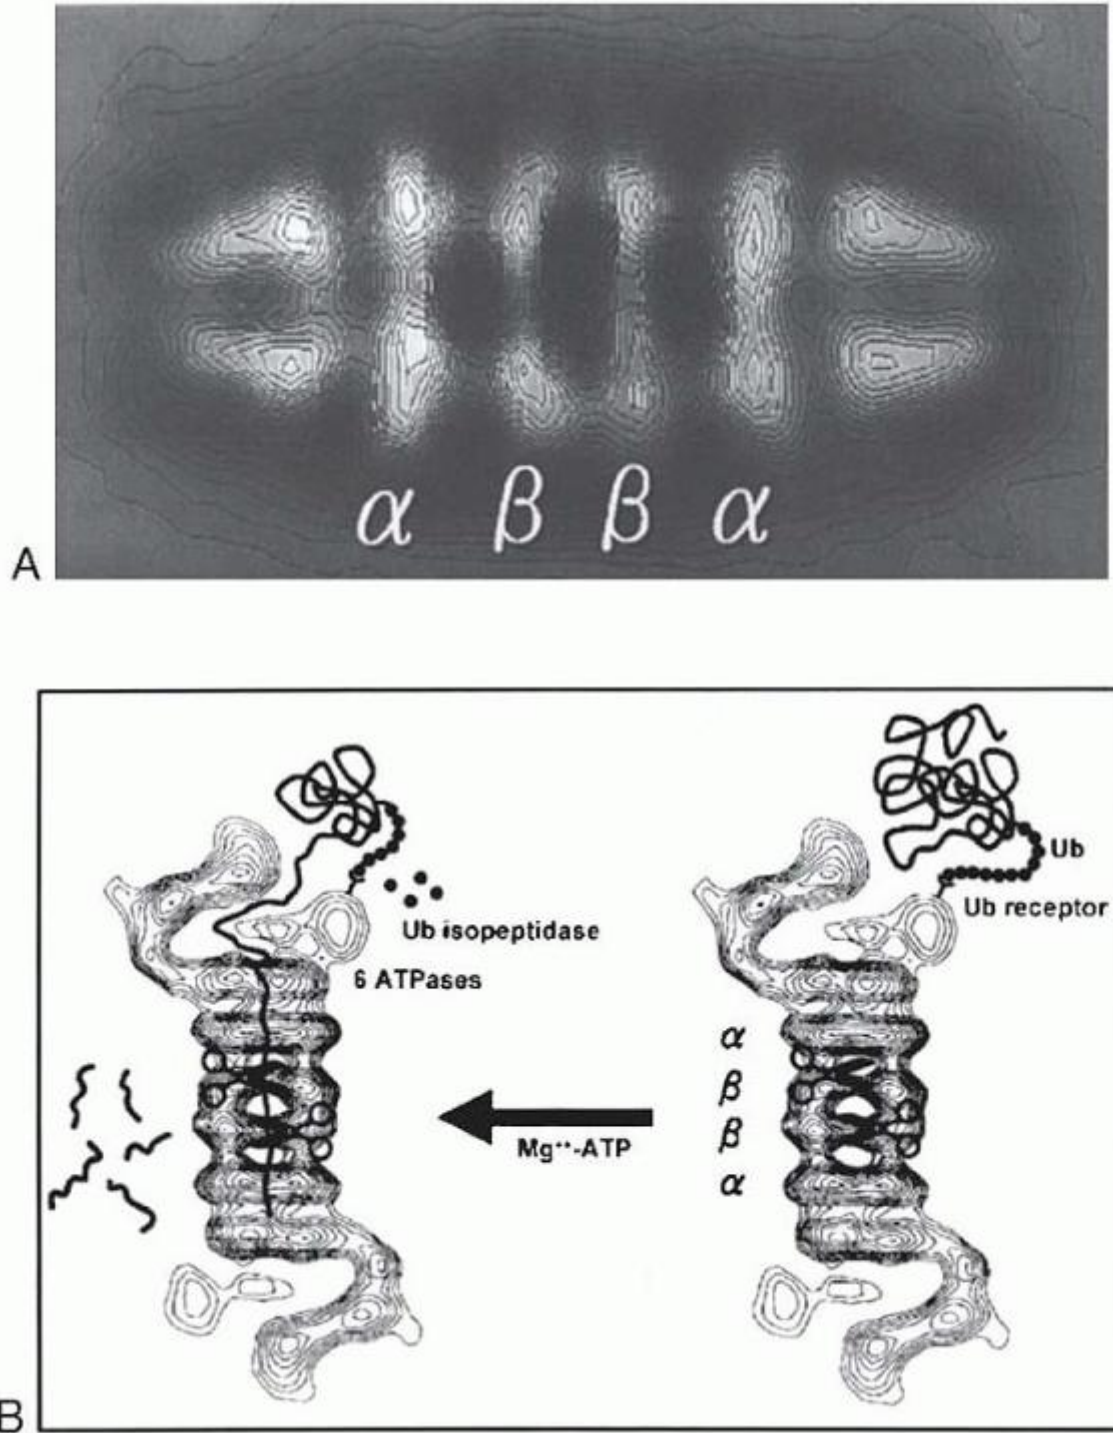 α β β α
A
Ub
Ub receptor
Ub isopeptidase
6 ATPases
α
β
β
α
Mg⁺⁺-ATP
B